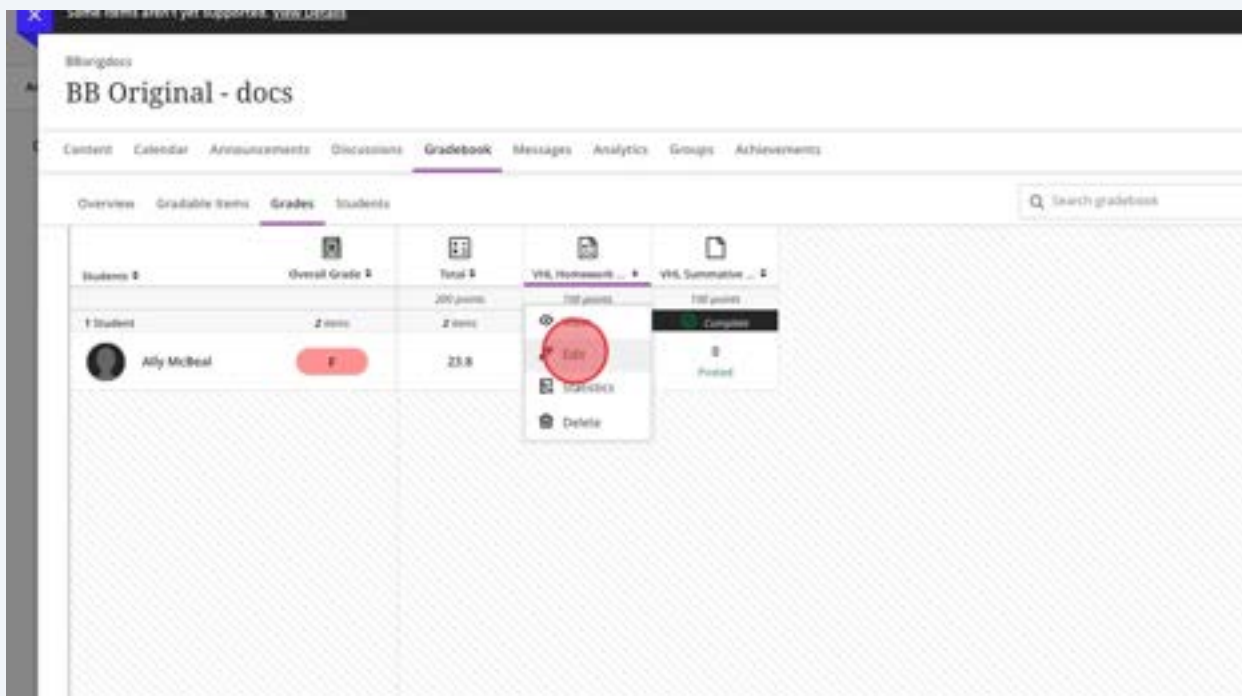 Some items aren't yet supported. View Details
BBorigdocs
BB Original - docs
Content Calendar Announcements Discussions Gradebook Messages Analytics Groups Achievements
Overview Gradable Items Grades Students
Search gradebook
Students Overall Grade Total VHL Homework ... VHL Summative ...
200 points 100 points 100 points
1 Student 2 items 2 items Complete
Ally McBeal F 23.8 Edit 0
Posted
Statistics
Delete